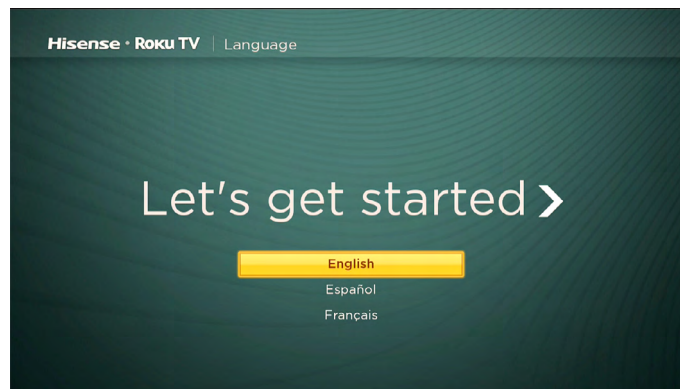 Hisense • Roku TV | Language
Let's get started
English
Español
Français